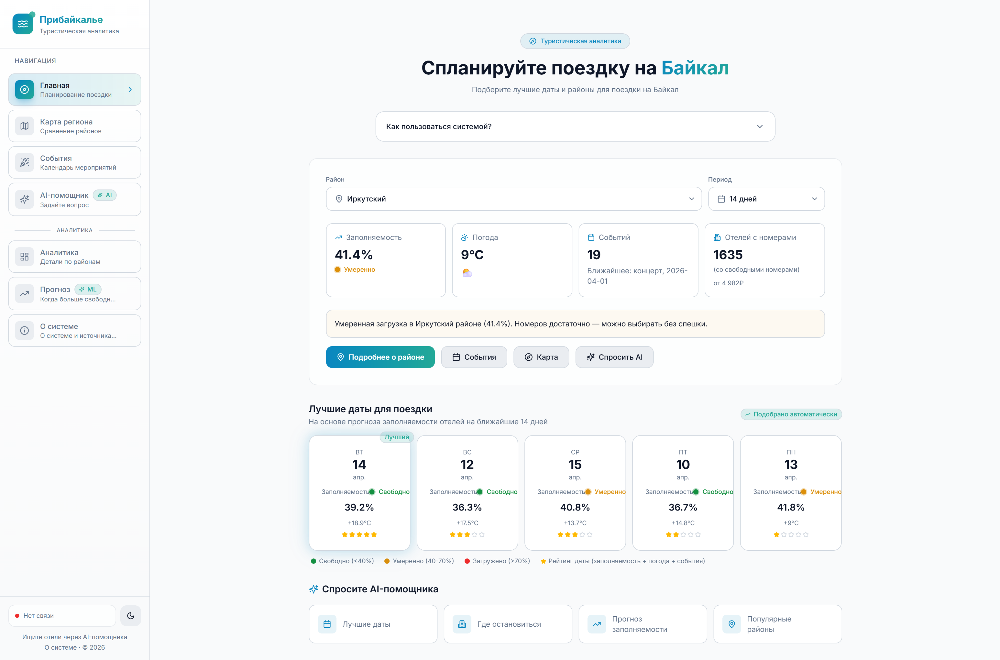 Прибайкалье
Туристическая аналитика
НАВИГАЦИЯ
Главная
Планирование поездки
Карта региона
Сравнение районов
События
Календарь мероприятий
AI-помощник AI
Задайте вопрос
АНАЛИТИКА
Аналитика
Детали по районам
Прогноз ML
Когда больше свободн...
О системе
О системе и источника...
Нет связи
Ищите отели через AI-помощника
О системе · © 2026
Туристическая аналитика
Спланируйте поездку на Байкал
Подберите лучшие даты и районы для поездки на Байкал
Как пользоваться системой?
Район
Иркутский
Период
14 дней
Заполняемость
41.4%
Умеренно
Погода
9°C
Событий
19
Ближайшее: концерт, 2026-
04-01
Отелей с номерами
1635
(со свободными номерами)
от 4 982₽
Умеренная загрузка в Иркутский районе (41.4%). Номеров достаточно — можно выбирать без спешки.
Подробнее о районе
События
Карта
Спросить AI
Лучшие даты для поездки
На основе прогноза заполняемости отелей на ближайшие 14 дней
Подобрано автоматически
Лучший
ВТ
14
апр.
Заполняемость Свободно
39.2%
+18.9°C
ВС
12
апр.
Заполняемость Свободно
36.3%
+17.5°C
СР
15
апр.
Заполняемость Умеренно
40.8%
+13.7°C
ПТ
10
апр.
Заполняемость Свободно
36.7%
+14.8°C
ПН
13
апр.
Заполняемость Умеренно
41.8%
+9°C
Свободно (<40%) Умеренно (40-70%) Загружено (>70%) Рейтинг даты (заполняемость + погода + события)
Спросите AI-помощника
Лучшие даты
Где остановиться
Прогноз
заполняемости
Популярные
районы